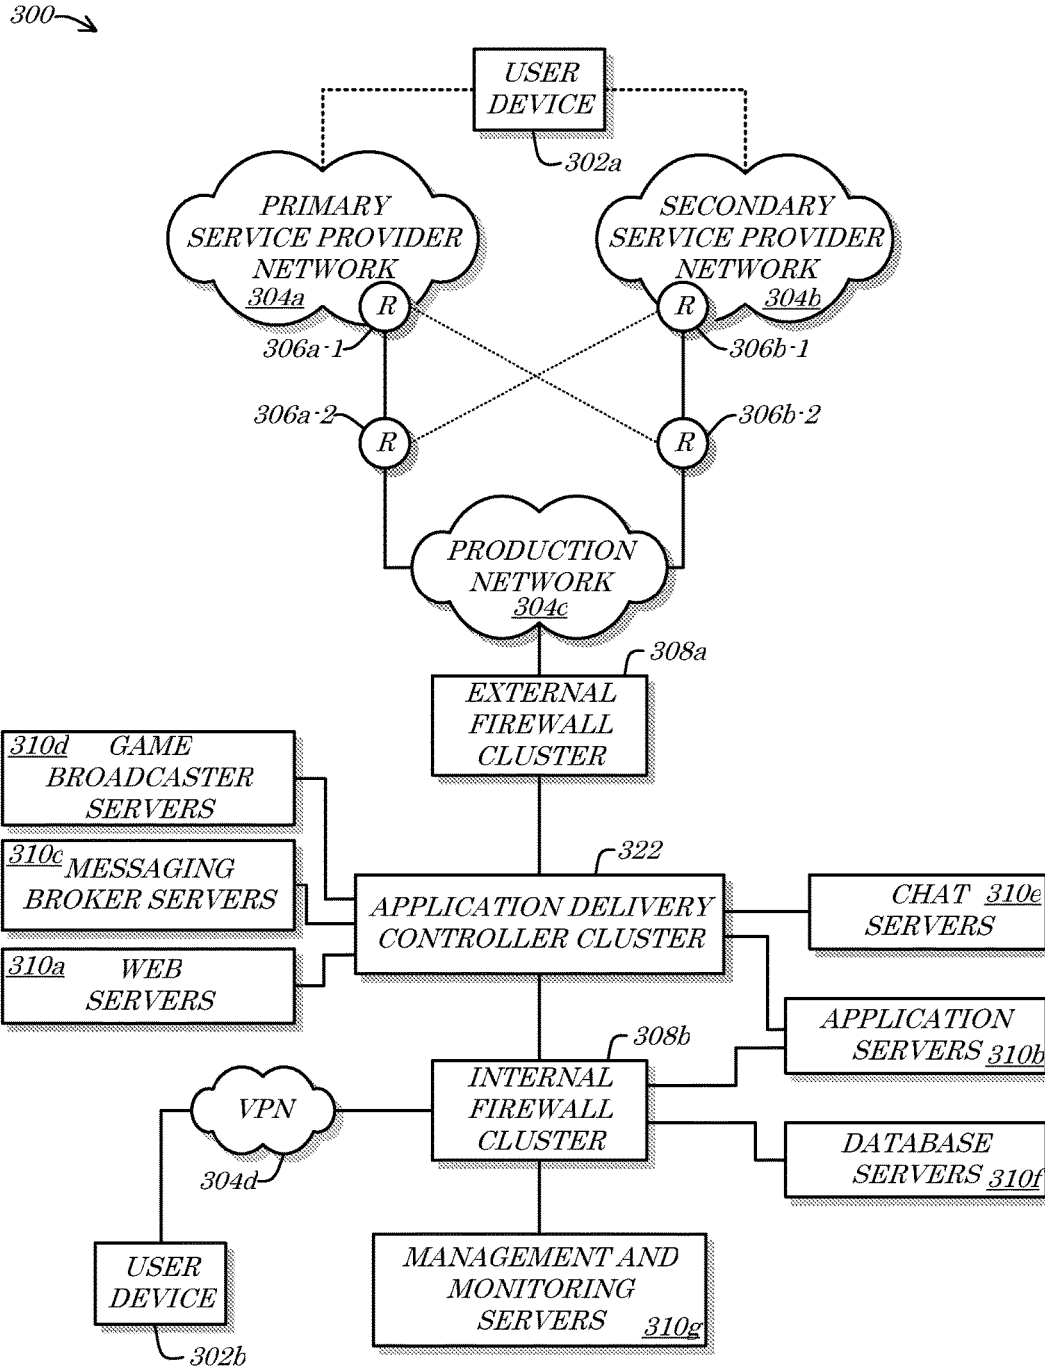 300
USER
DEVICE
302a
PRIMARY
SERVICE PROVIDER
NETWORK
304a
SECONDARY
SERVICE PROVIDER
NETWORK
304b
R
R
306a-1
306b-1
306a-2
306b-2
R
R
PRODUCTION
NETWORK
304c
308a
EXTERNAL
FIREWALL
CLUSTER
310d GAME
BROADCASTER
SERVERS
310c MESSAGING
BROKER SERVERS
310a WEB
SERVERS
322
APPLICATION DELIVERY
CONTROLLER CLUSTER
CHAT 310e
SERVERS
APPLICATION
SERVERS 310b
308b
INTERNAL
FIREWALL
CLUSTER
VPN
304d
DATABASE
SERVERS 310f
USER
DEVICE
302b
MANAGEMENT AND
MONITORING
SERVERS 310g